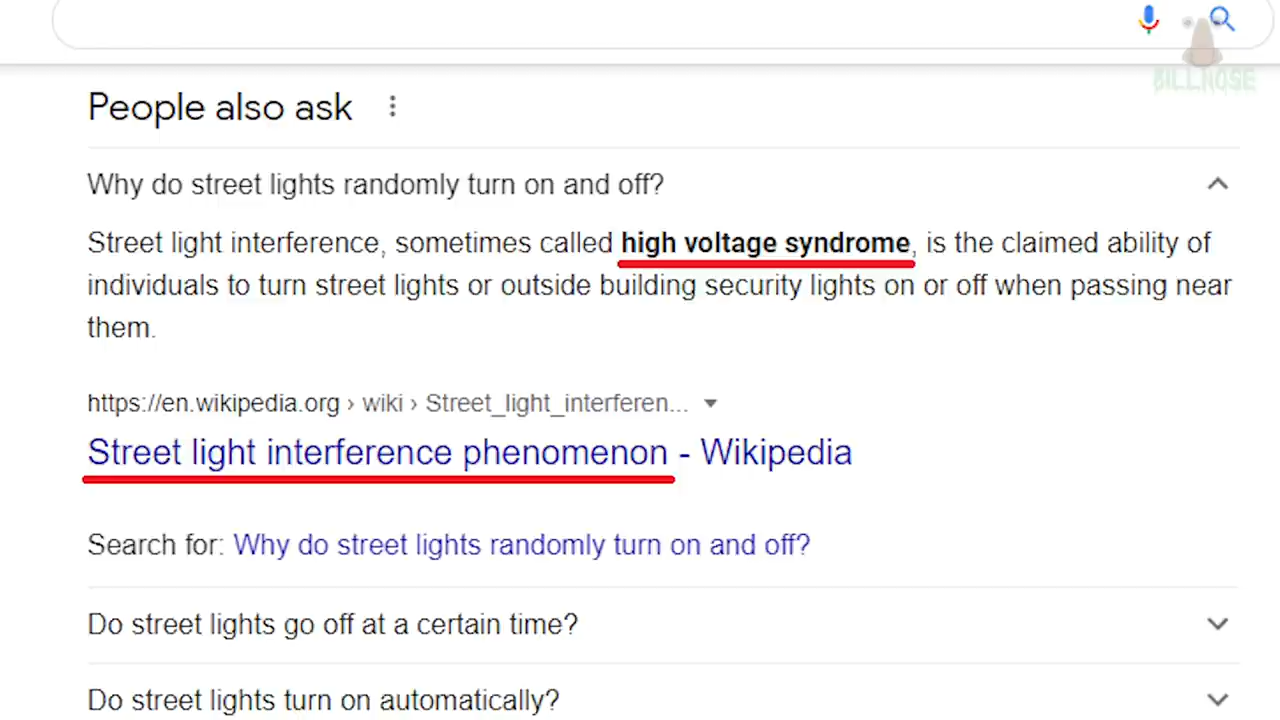 BILLNOSE
People also ask
Why do street lights randomly turn on and off?
Street light interference, sometimes called high voltage syndrome, is the claimed ability of
individuals to turn street lights or outside building security lights on or off when passing near
them.
https://en.wikipedia.org › wiki › Street_light_interferen...
Street light interference phenomenon - Wikipedia
Search for: Why do street lights randomly turn on and off?
Do street lights go off at a certain time?
Do street lights turn on automatically?